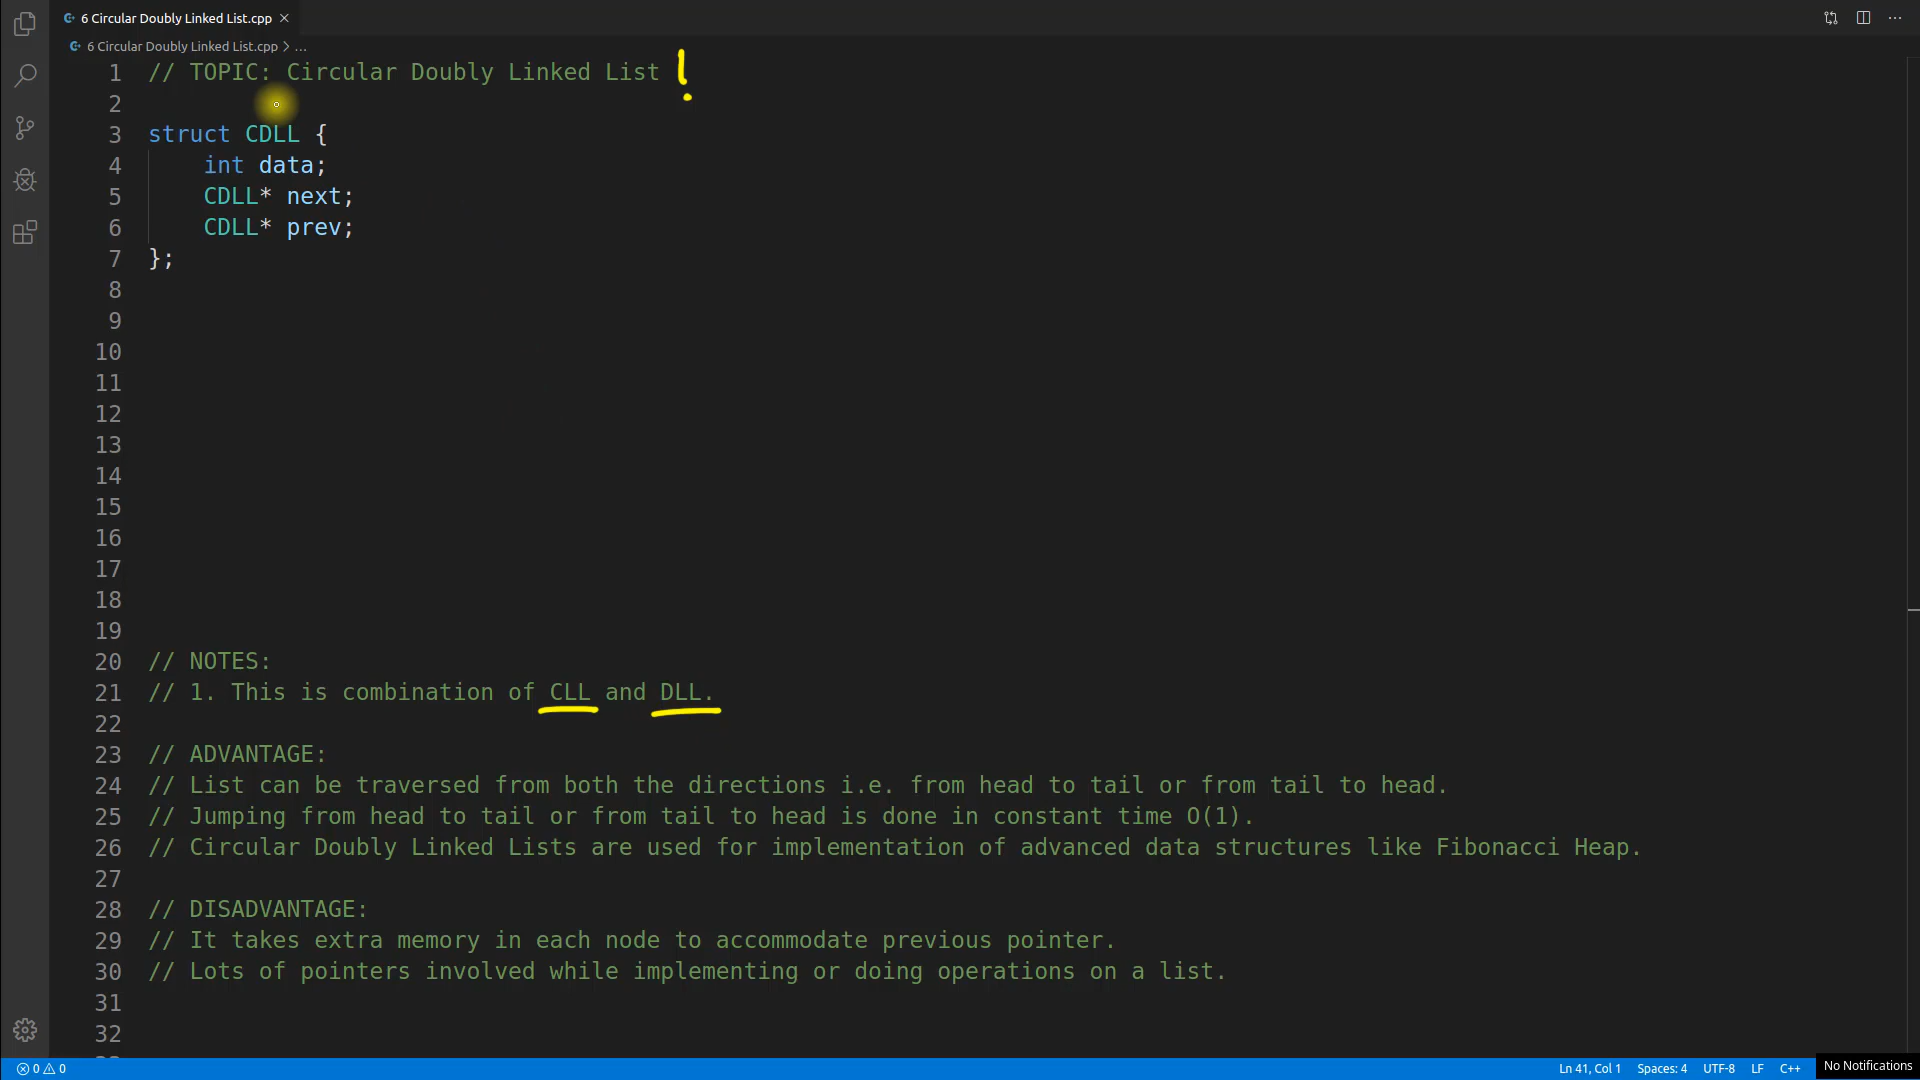 6 Circular Doubly Linked List.cpp
6 Circular Doubly Linked List.cpp > ...
1 // TOPIC: Circular Doubly Linked List !
2
3 struct CDLL {
4 int data;
5 CDLL* next;
6 CDLL* prev;
7 };
8
9
10
11
12
13
14
15
16
17
18
19
20 // NOTES:
21 // 1. This is combination of CLL and DLL.
22
23 // ADVANTAGE:
24 // List can be traversed from both the directions i.e. from head to tail or from tail to head.
25 // Jumping from head to tail or from tail to head is done in constant time O(1).
26 // Circular Doubly Linked Lists are used for implementation of advanced data structures like Fibonacci Heap.
27
28 // DISADVANTAGE:
29 // It takes extra memory in each node to accommodate previous pointer.
30 // Lots of pointers involved while implementing or doing operations on a list.
31
32
0 0 Ln 41, Col 1 Spaces: 4 UTF-8 LF C++ No Notifications